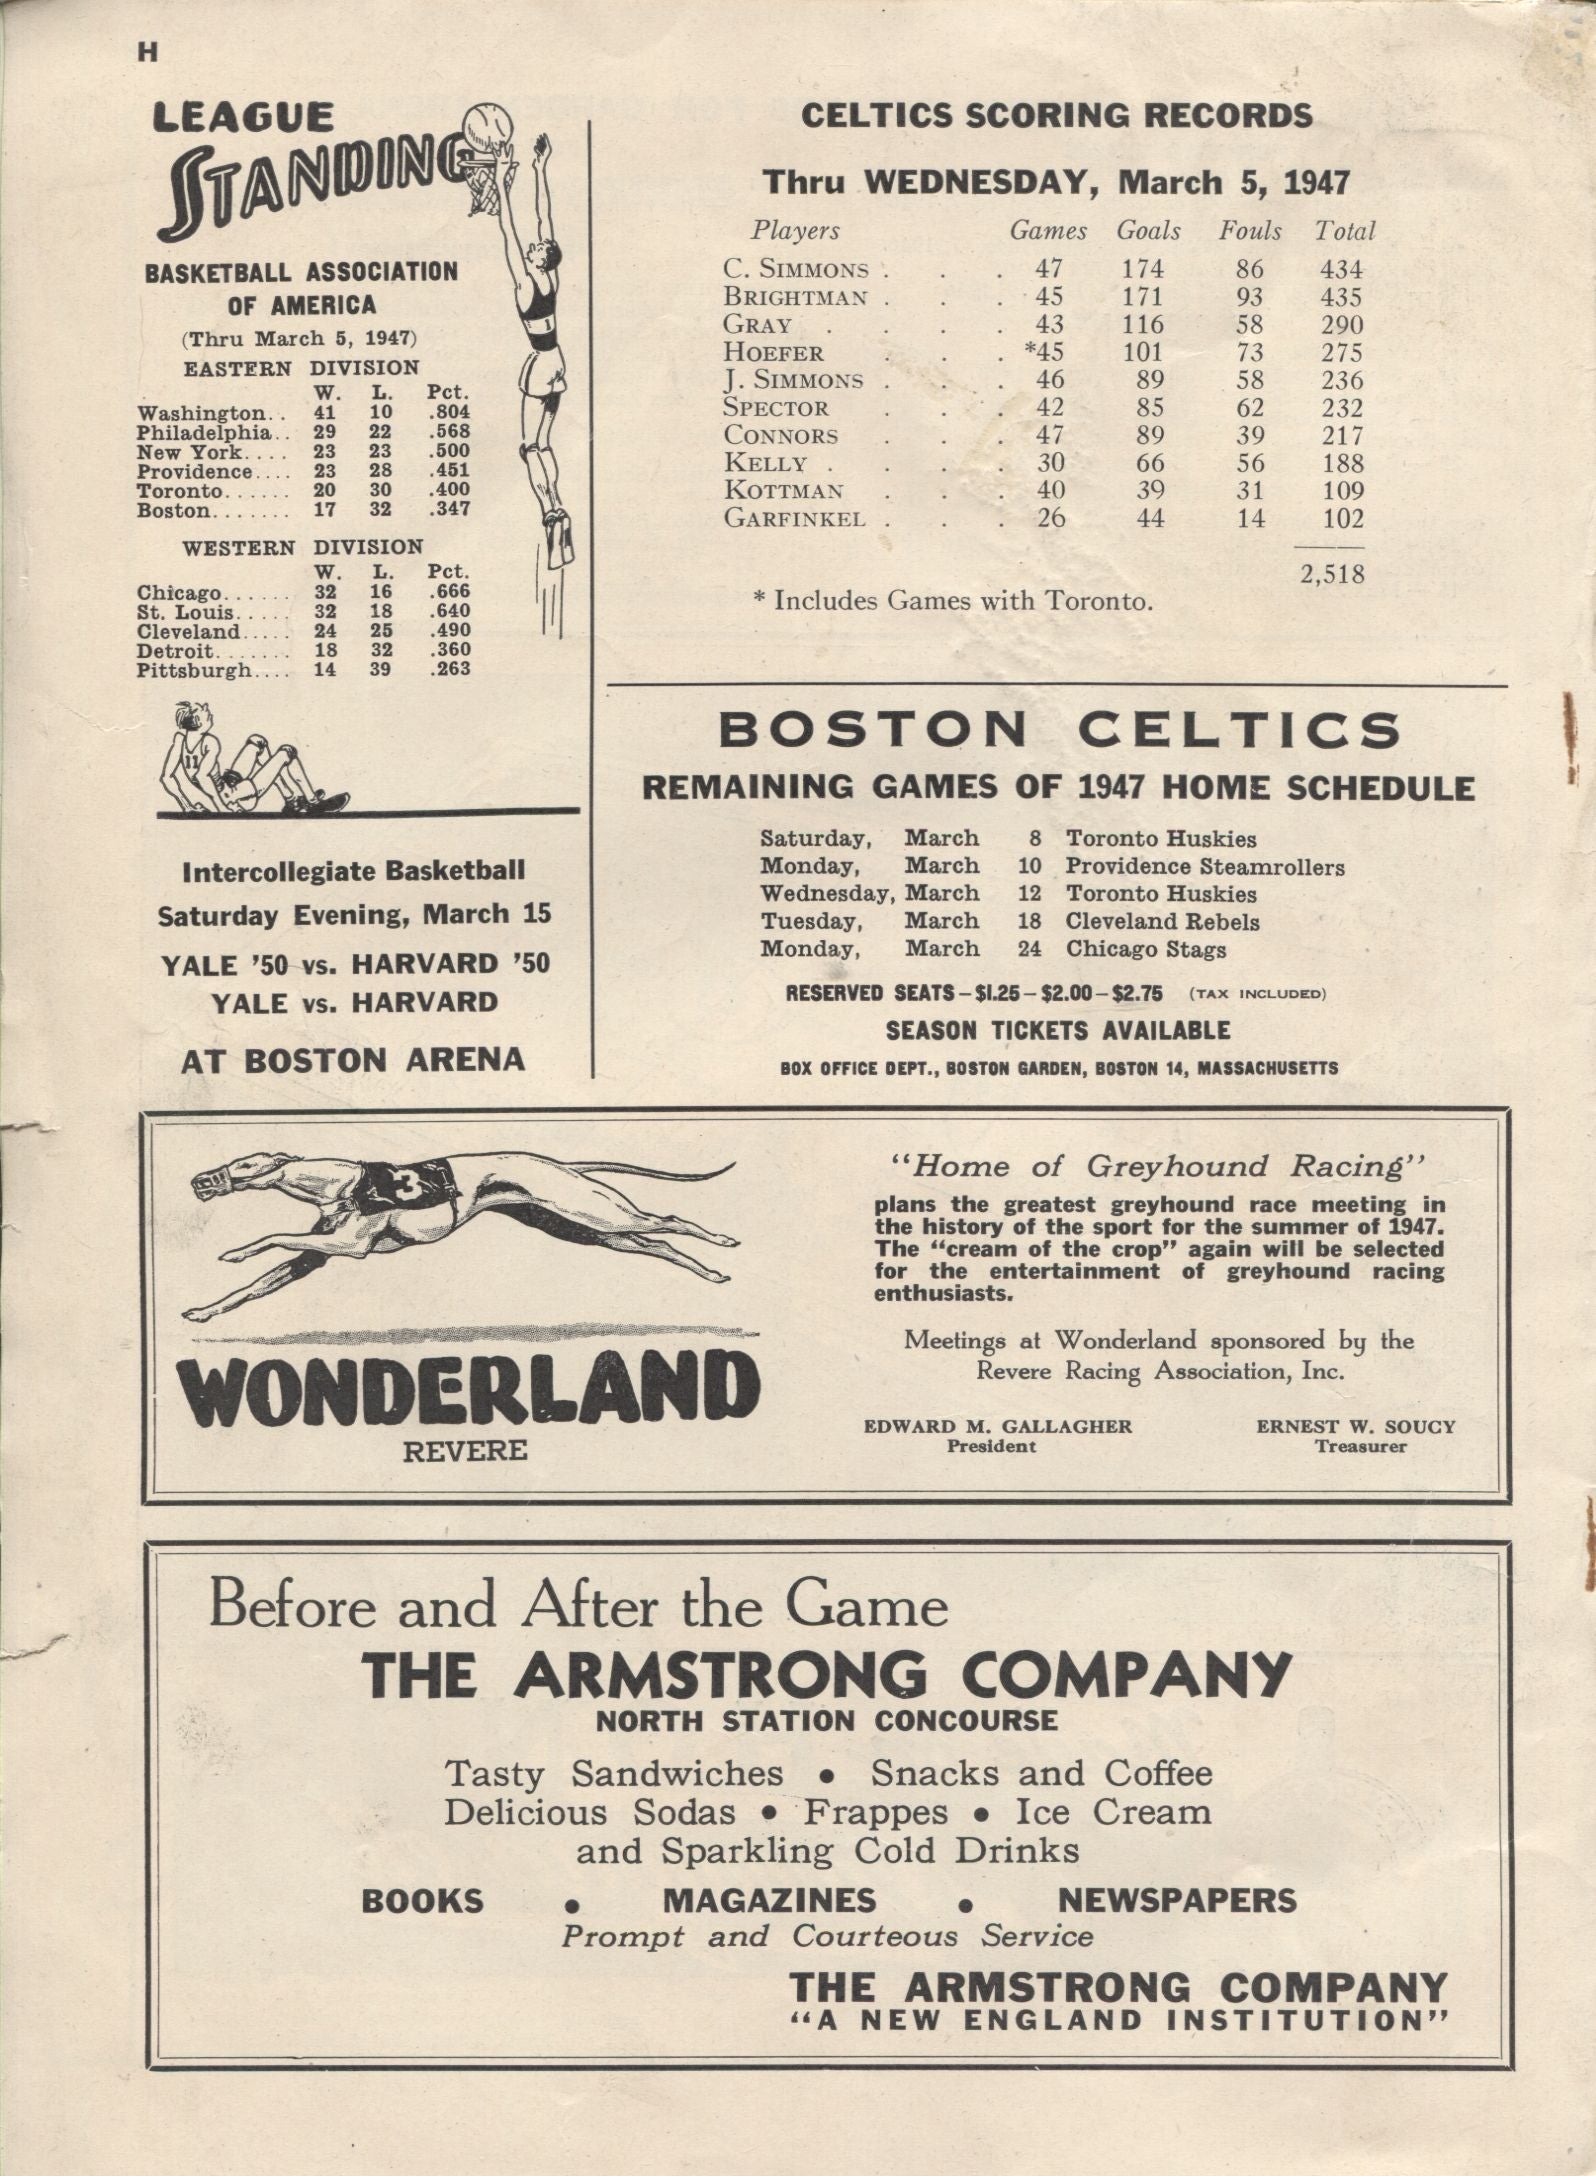 H
LEAGUE
STANDING
BASKETBALL ASSOCIATION
OF AMERICA
(Thru March 5, 1947)
EASTERN DIVISION
W. L. Pct.
Washington.. 41 10 .804
Philadelphia.. 29 22 .568
New York.... 23 23 .500
Providence.... 23 28 .451
Toronto...... 20 30 .400
Boston....... 17 32 .347
WESTERN DIVISION
W. L. Pct.
Chicago...... 32 16 .666
St. Louis..... 32 18 .640
Cleveland..... 24 25 .490
Detroit....... 18 32 .360
Pittsburgh.... 14 39 .263
1
11
Intercollegiate Basketball
Saturday Evening, March 15
YALE '50 vs. HARVARD '50
YALE vs. HARVARD
AT BOSTON ARENA
CELTICS SCORING RECORDS
Thru WEDNESDAY, March 5, 1947
Players Games Goals Fouls Total
C. SIMMONS . . . 47 174 86 434
BRIGHTMAN . . . 45 171 93 435
GRAY . . . . 43 116 58 290
HOEFER . . . *45 101 73 275
J. SIMMONS . . . 46 89 58 236
SPECTOR . . . 42 85 62 232
CONNORS . . . 47 89 39 217
KELLY . . . . 30 66 56 188
KOTTMAN . . . 40 39 31 109
GARFINKEL . . . 26 44 14 102
2,518
* Includes Games with Toronto.
BOSTON CELTICS
REMAINING GAMES OF 1947 HOME SCHEDULE
Saturday, March 8 Toronto Huskies
Monday, March 10 Providence Steamrollers
Wednesday, March 12 Toronto Huskies
Tuesday, March 18 Cleveland Rebels
Monday, March 24 Chicago Stags
RESERVED SEATS–$1.25–$2.00–$2.75 (TAX INCLUDED)
SEASON TICKETS AVAILABLE
BOX OFFICE DEPT., BOSTON GARDEN, BOSTON 14, MASSACHUSETTS
3
WONDERLAND
REVERE
"Home of Greyhound Racing"
plans the greatest greyhound race meeting in
the history of the sport for the summer of 1947.
The "cream of the crop" again will be selected
for the entertainment of greyhound racing
enthusiasts.
Meetings at Wonderland sponsored by the
Revere Racing Association, Inc.
EDWARD M. GALLAGHER ERNEST W. SOUCY
President Treasurer
Before and After the Game
THE ARMSTRONG COMPANY
NORTH STATION CONCOURSE
Tasty Sandwiches • Snacks and Coffee
Delicious Sodas • Frappes • Ice Cream
and Sparkling Cold Drinks
BOOKS • MAGAZINES • NEWSPAPERS
Prompt and Courteous Service
THE ARMSTRONG COMPANY
"A NEW ENGLAND INSTITUTION"